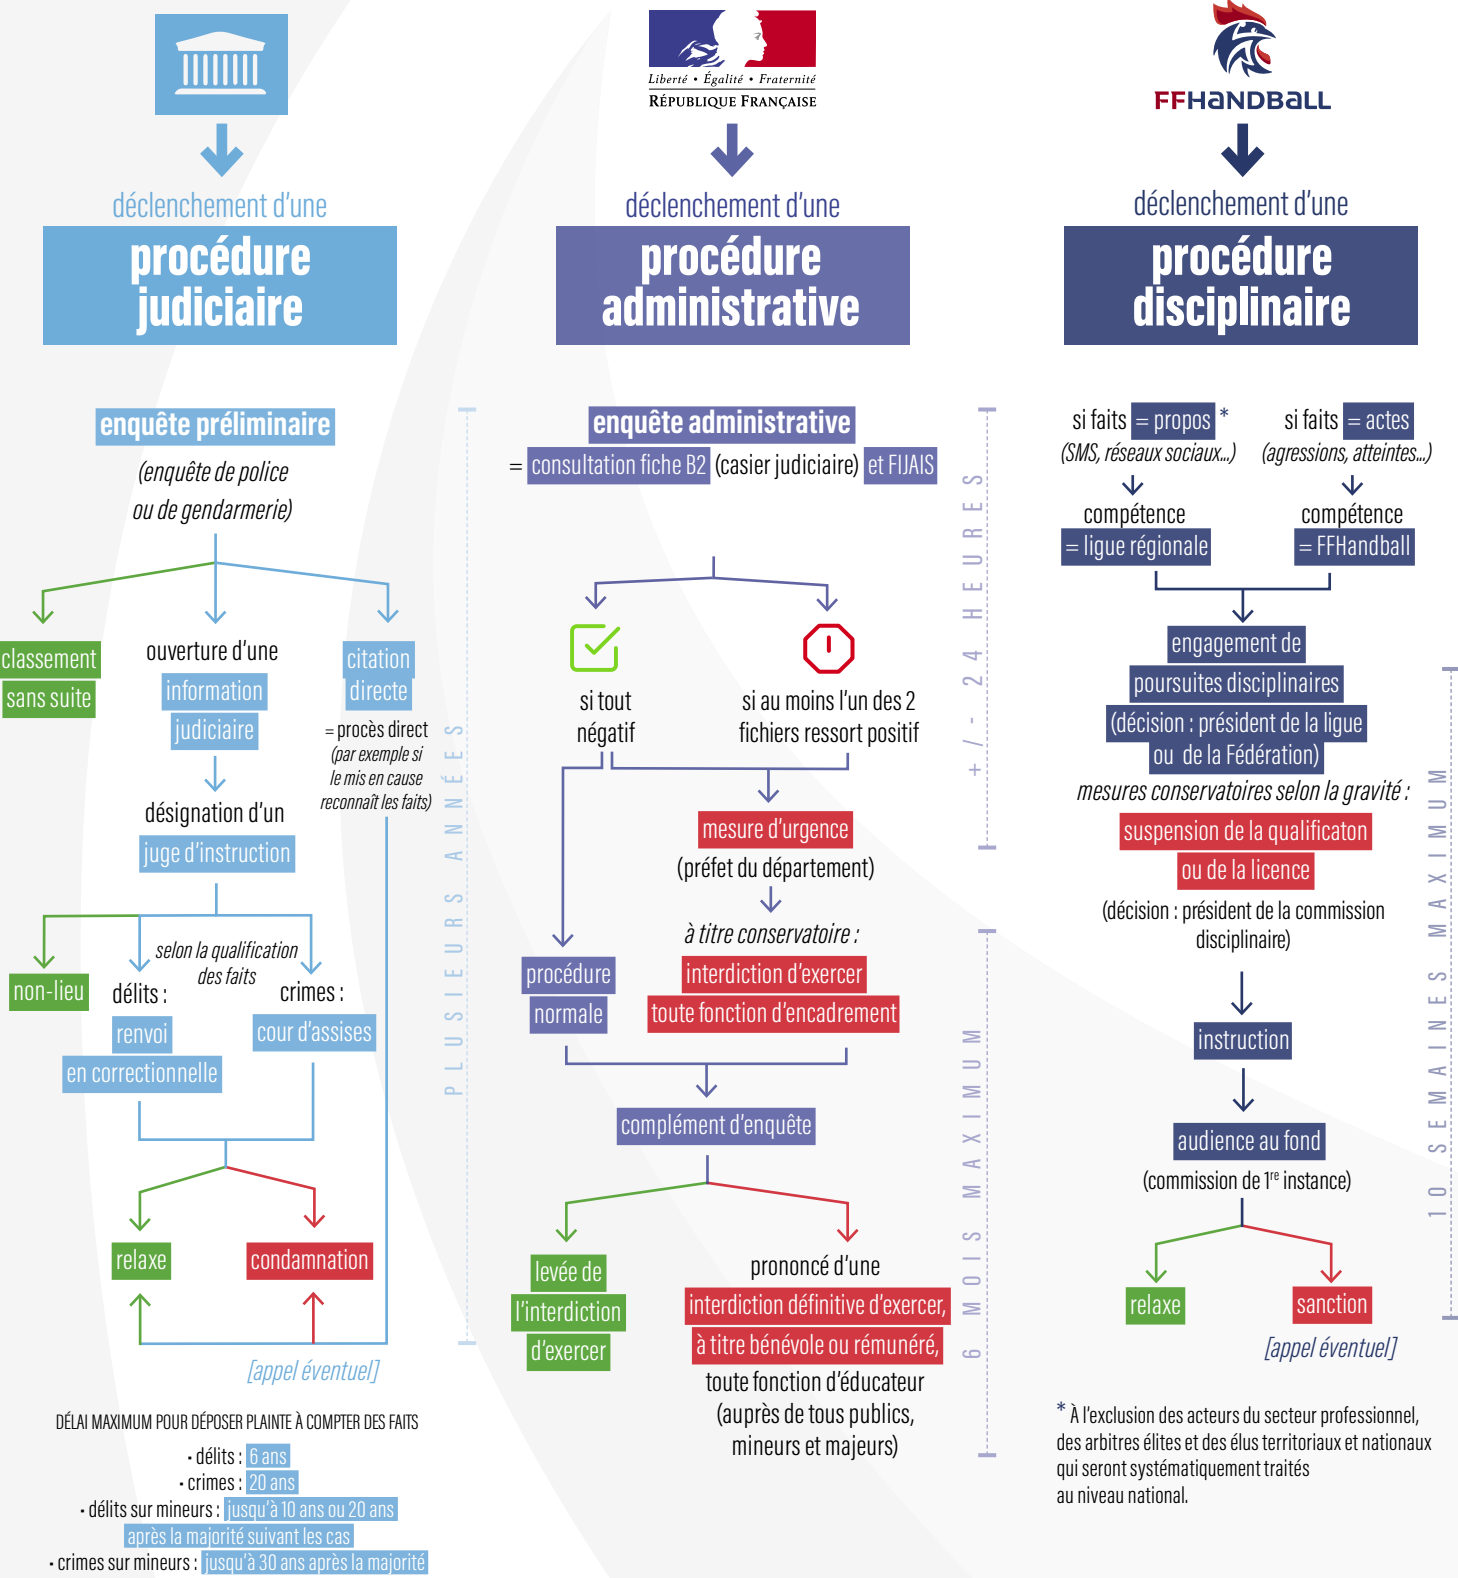 déclenchement d'une
procédure
judiciaire
enquête préliminaire
(enquête de police
ou de gendarmerie)
classement
sans suite
ouverture d'une
information
judiciaire
citation
directe
= procès direct
(par exemple si
le mis en cause
reconnaît les faits)
désignation d'un
juge d'instruction
selon la qualification
des faits
non-lieu
délits :
renvoi
en correctionnelle
crimes :
cour d'assises
relaxe
condamnation
[appel éventuel]
PLUSIEURS ANNÉES
DÉLAI MAXIMUM POUR DÉPOSER PLAINTE À COMPTER DES FAITS
• délits : 6 ans
• crimes : 20 ans
• délits sur mineurs : jusqu'à 10 ans ou 20 ans
après la majorité suivant les cas
• crimes sur mineurs : jusqu'à 30 ans après la majorité
Liberté • Égalité • Fraternité
RÉPUBLIQUE FRANÇAISE
déclenchement d'une
procédure
administrative
enquête administrative
= consultation fiche B2 (casier judiciaire) et FIJAIS
si tout
négatif
si au moins l'un des 2
fichiers ressort positif
mesure d'urgence
(préfet du département)
à titre conservatoire :
interdiction d'exercer
toute fonction d'encadrement
procédure
normale
complément d'enquête
levée de
l'interdiction
d'exercer
prononcé d'une
interdiction définitive d'exercer,
à titre bénévole ou rémunéré,
toute fonction d'éducateur
(auprès de tous publics,
mineurs et majeurs)
+/- 24 HEURES
6 MOIS MAXIMUM
FFHANDBALL
déclenchement d'une
procédure
disciplinaire
si faits = propos *
(SMS, réseaux sociaux...)
compétence
= ligue régionale
si faits = actes
(agressions, atteintes...)
compétence
= FFHandball
engagement de
poursuites disciplinaires
(décision : président de la ligue
ou de la Fédération)
mesures conservatoires selon la gravité :
suspension de la qualificaton
ou de la licence
(décision : président de la commission
disciplinaire)
instruction
audience au fond
(commission de 1re instance)
relaxe
sanction
[appel éventuel]
10 SEMAINES MAXIMUM
* À l'exclusion des acteurs du secteur professionnel,
des arbitres élites et des élus territoriaux et nationaux
qui seront systématiquement traités
au niveau national.